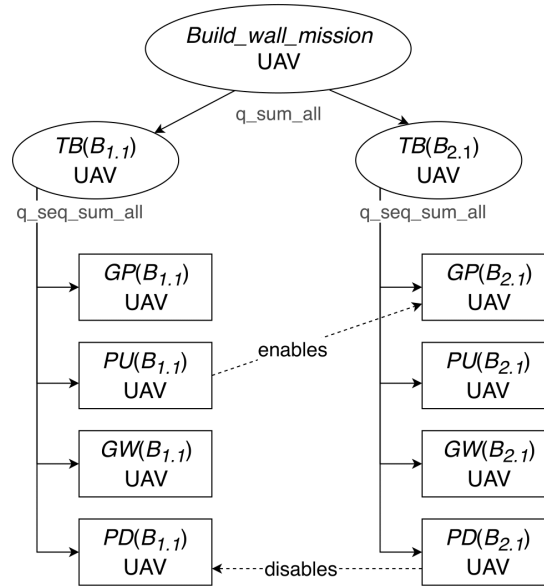 Build_wall_mission
UAV
q_sum_all
TB(B1.1)
UAV
q_seq_sum_all
GP(B1.1)
UAV
PU(B1.1)
UAV
GW(B1.1)
UAV
PD(B1.1)
UAV
TB(B2.1)
UAV
q_seq_sum_all
GP(B2.1)
UAV
PU(B2.1)
UAV
GW(B2.1)
UAV
PD(B2.1)
UAV
enables
disables